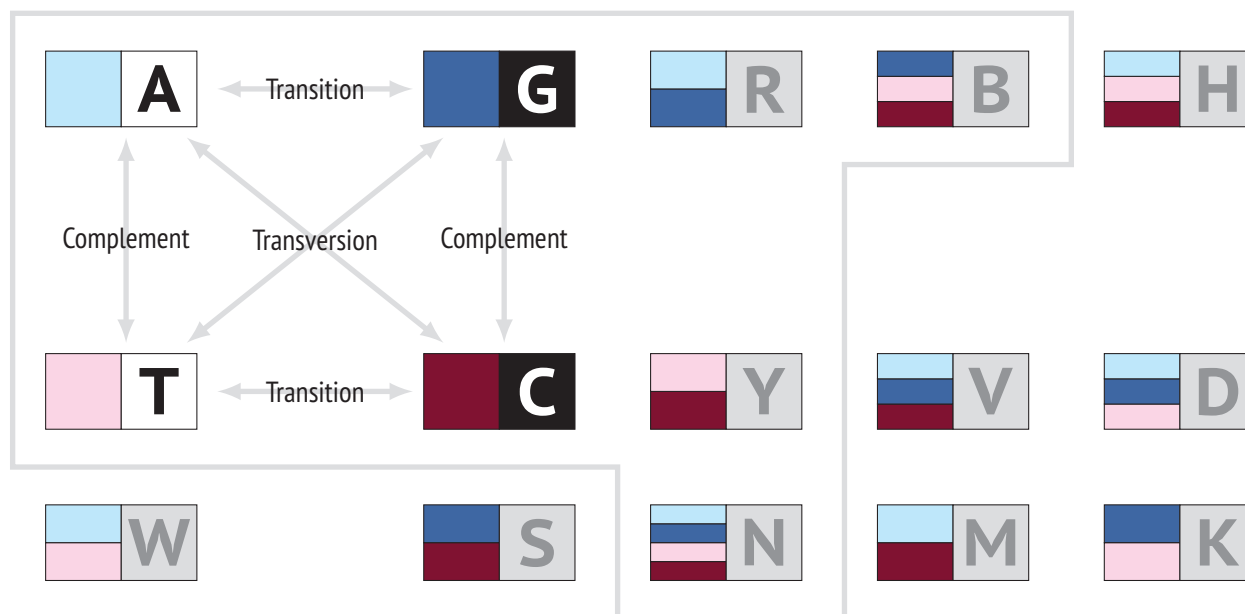 A Transition G R B H
Complement Transversion Complement
T Transition C Y V D
W S N M K